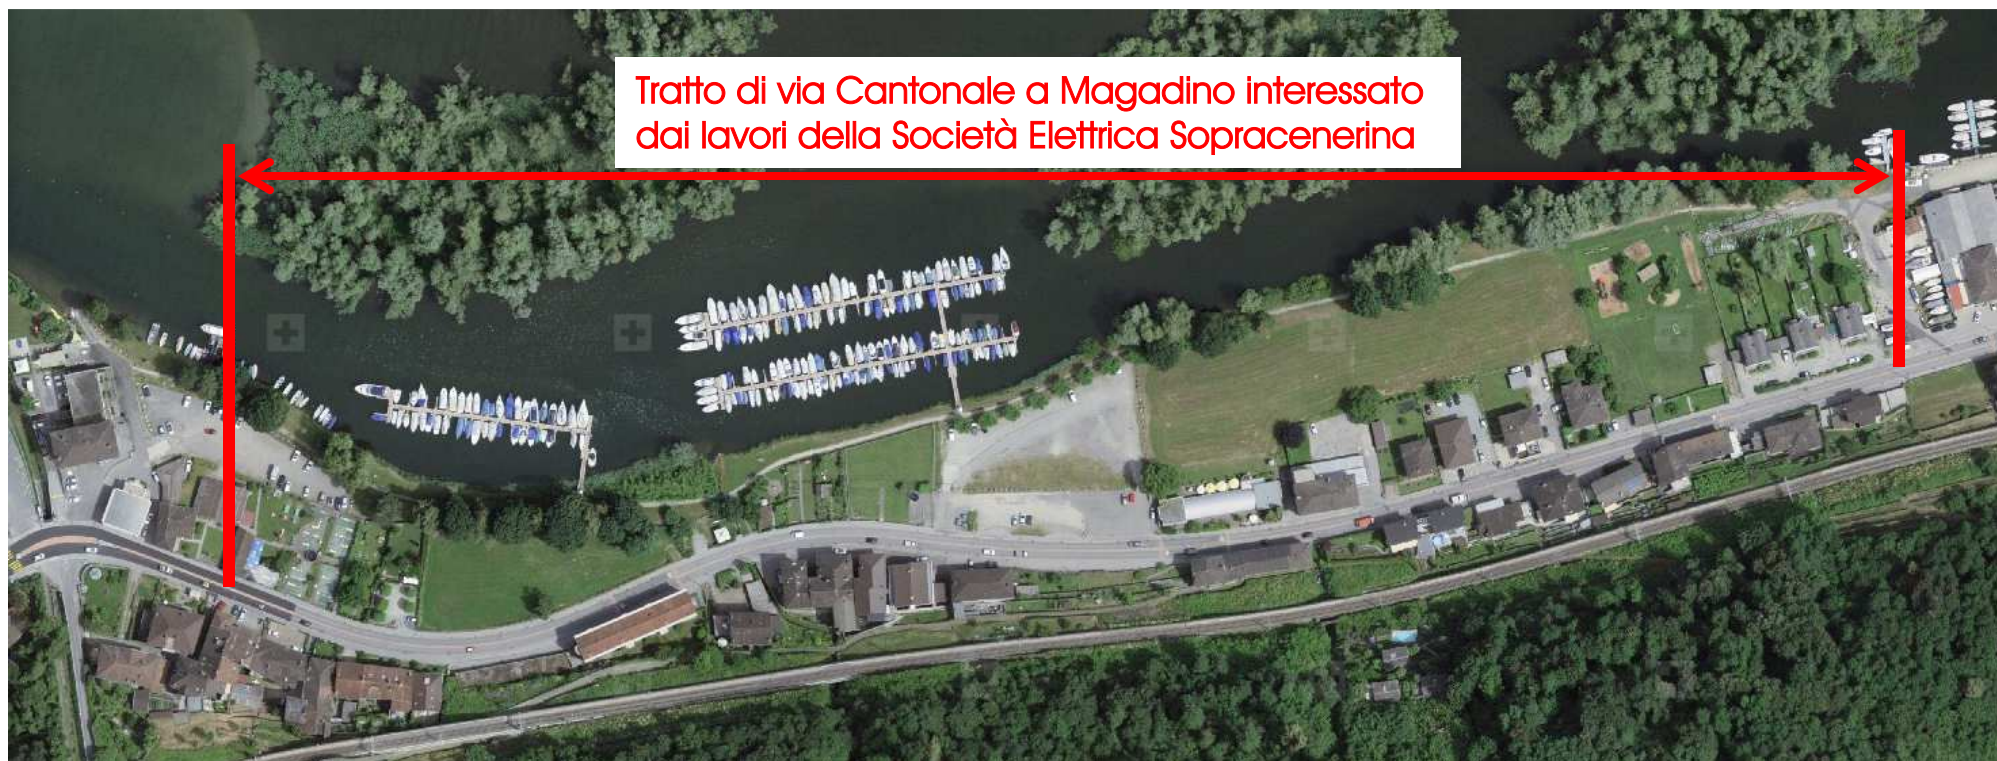 Tratto di via Cantonale a Magadino interessato
dai lavori della Società Elettrica Sopracenerina